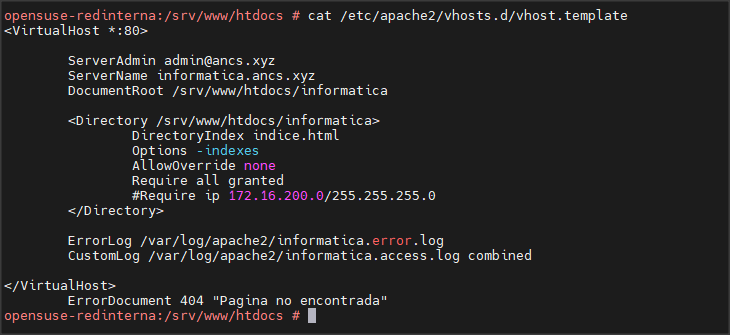 opensuse-redinterna:/srv/www/htdocs # cat /etc/apache2/vhosts.d/vhost.template
<VirtualHost *:80>
ServerAdmin admin@ancs.xyz
ServerName informatica.ancs.xyz
DocumentRoot /srv/www/htdocs/informatica
<Directory /srv/www/htdocs/informatica>
DirectoryIndex indice.html
Options -indexes
AllowOverride none
Require all granted
#Require ip 172.16.200.0/255.255.255.0
</Directory>
ErrorLog /var/log/apache2/informatica.error.log
CustomLog /var/log/apache2/informatica.access.log combined
</VirtualHost>
ErrorDocument 404 "Pagina no encontrada"
opensuse-redinterna:/srv/www/htdocs #